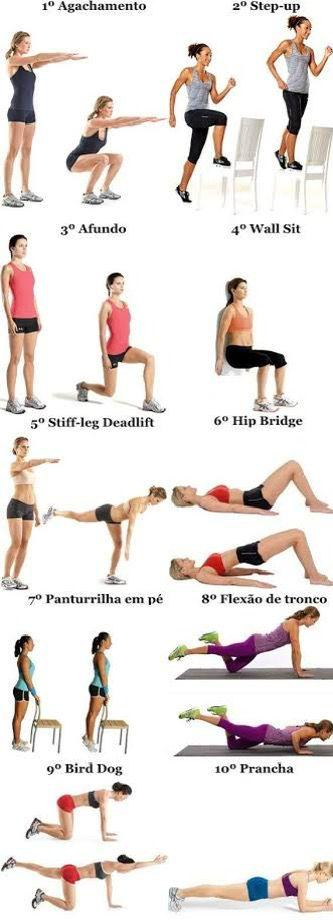 1º Agachamento
2º Step-up
3º Afundo
4º Wall Sit
5º Stiff-leg Deadlift
6º Hip Bridge
7º Panturrilha em pé
8º Flexão de tronco
9º Bird Dog
10º Prancha